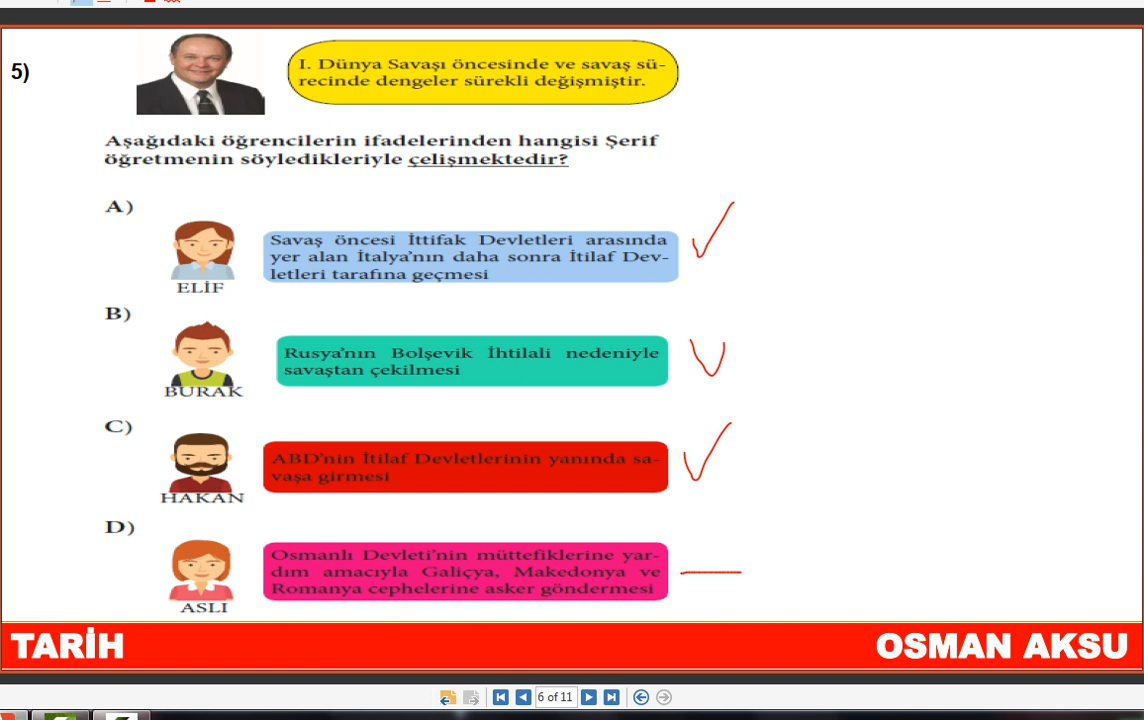 5)
I. Dünya Savaşı öncesinde ve savaş sü-
recinde dengeler sürekli değişmiştir.
Aşağıdaki öğrencilerin ifadelerinden hangisi Şerif
öğretmenin söyledikleriyle çelişmektedir?
A)
Savaş öncesi İttifak Devletleri arasında
yer alan İtalya'nın daha sonra İtilaf Dev-
letleri tarafına geçmesi
ELİF
B)
Rusya'nın Bolşevik İhtilali nedeniyle
savaştan çekilmesi
BURAK
C)
ABD'nin İtilaf Devletlerinin yanında sa-
vaşa girmesi
HAKAN
D)
Osmanlı Devleti'nin müttefiklerine yar-
dım amacıyla Galiçya, Makedonya ve
Romanya cephelerine asker göndermesi
ASLI
TARİH
OSMAN AKSU
6 of 11